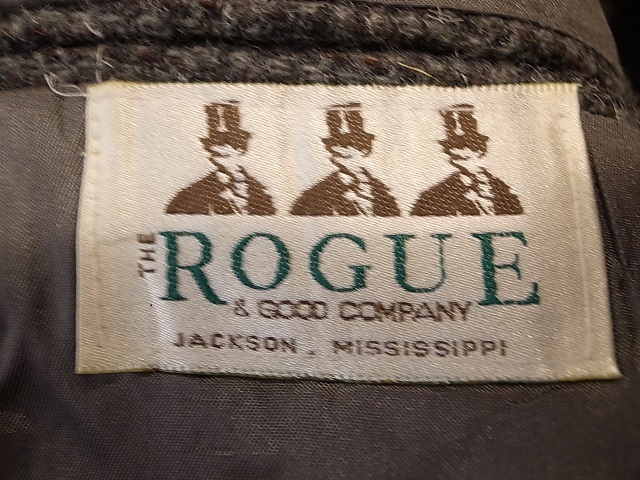 THE ROGUE
& GOOD COMPANY
JACKSON, MISSISSIPPI